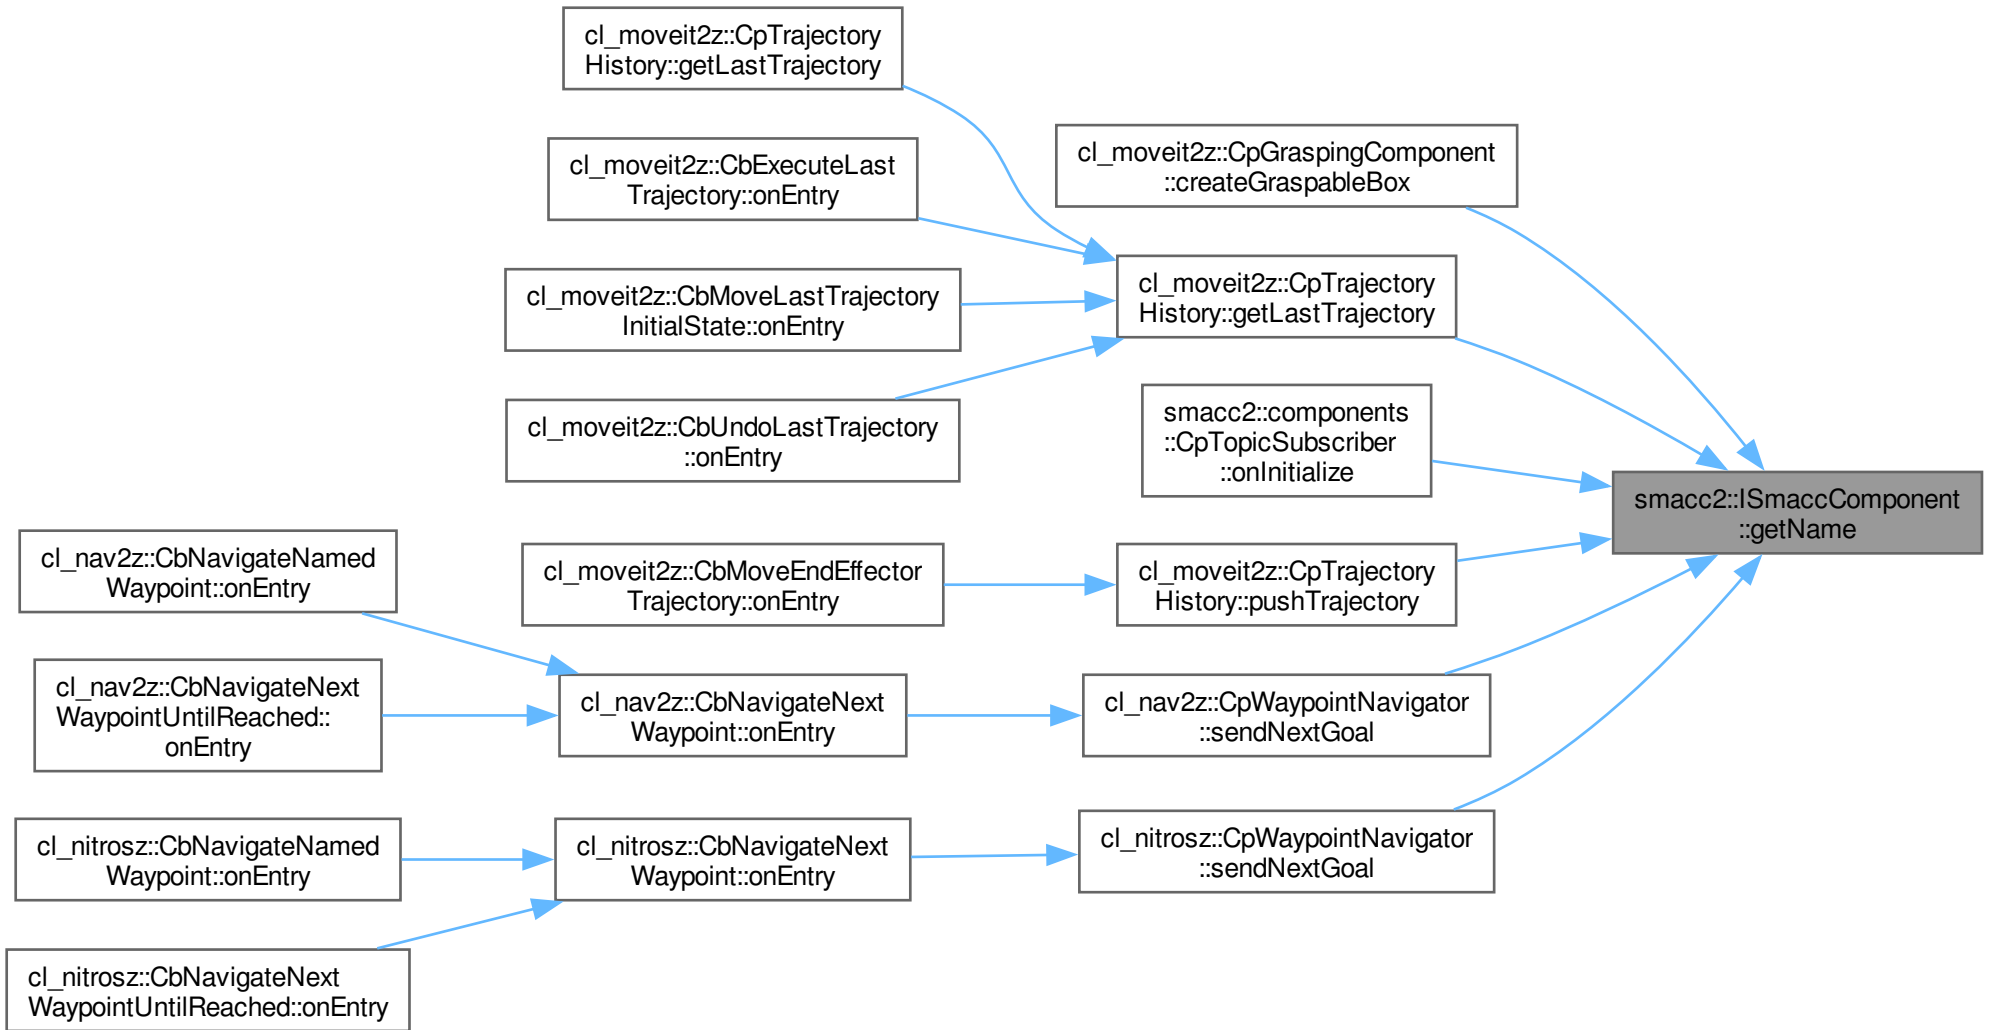 cl_moveit2z::CpTrajectory
History::getLastTrajectory
cl_moveit2z::CpGraspingComponent
::createGraspableBox
cl_moveit2z::CbExecuteLast
Trajectory::onEntry
cl_moveit2z::CbMoveLastTrajectory
InitialState::onEntry
cl_moveit2z::CpTrajectory
History::getLastTrajectory
cl_moveit2z::CbUndoLastTrajectory
::onEntry
smacc2::components
::CpTopicSubscriber
::onInitialize
smacc2::ISmaccComponent
::getName
cl_nav2z::CbNavigateNamed
Waypoint::onEntry
cl_moveit2z::CbMoveEndEffector
Trajectory::onEntry
cl_moveit2z::CpTrajectory
History::pushTrajectory
cl_nav2z::CbNavigateNext
WaypointUntilReached::
onEntry
cl_nav2z::CbNavigateNext
Waypoint::onEntry
cl_nav2z::CpWaypointNavigator
::sendNextGoal
cl_nitrosz::CbNavigateNamed
Waypoint::onEntry
cl_nitrosz::CbNavigateNext
Waypoint::onEntry
cl_nitrosz::CpWaypointNavigator
::sendNextGoal
cl_nitrosz::CbNavigateNext
WaypointUntilReached::onEntry